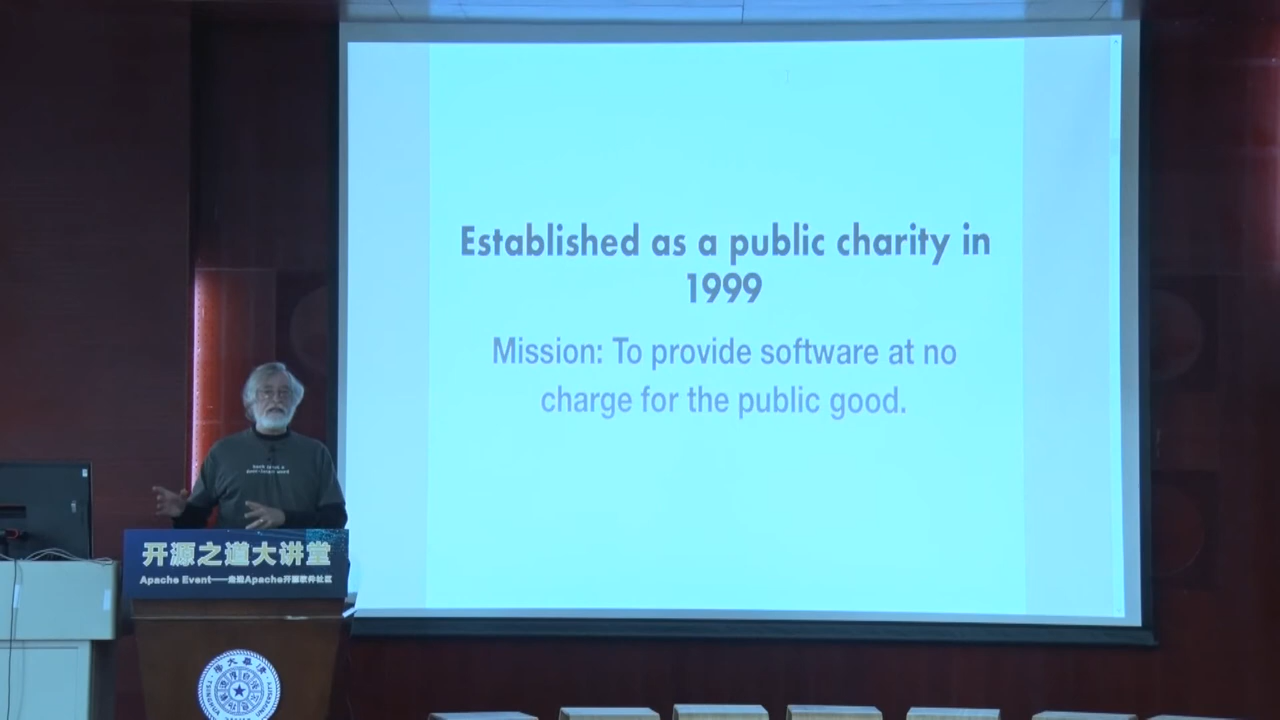 Established as a public charity in
1999
Mission: To provide software at no
charge for the public good.
开源之道大讲堂
Apache Event——走进Apache开源软件社区